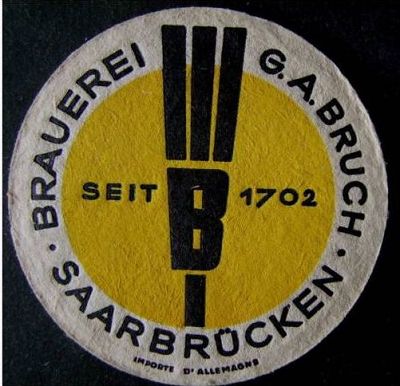 BRAUEREI G.A. BRUCH
SEIT B 1702
· SAARBRÜCKEN ·
IMPORTE D'ALLEMAGNE